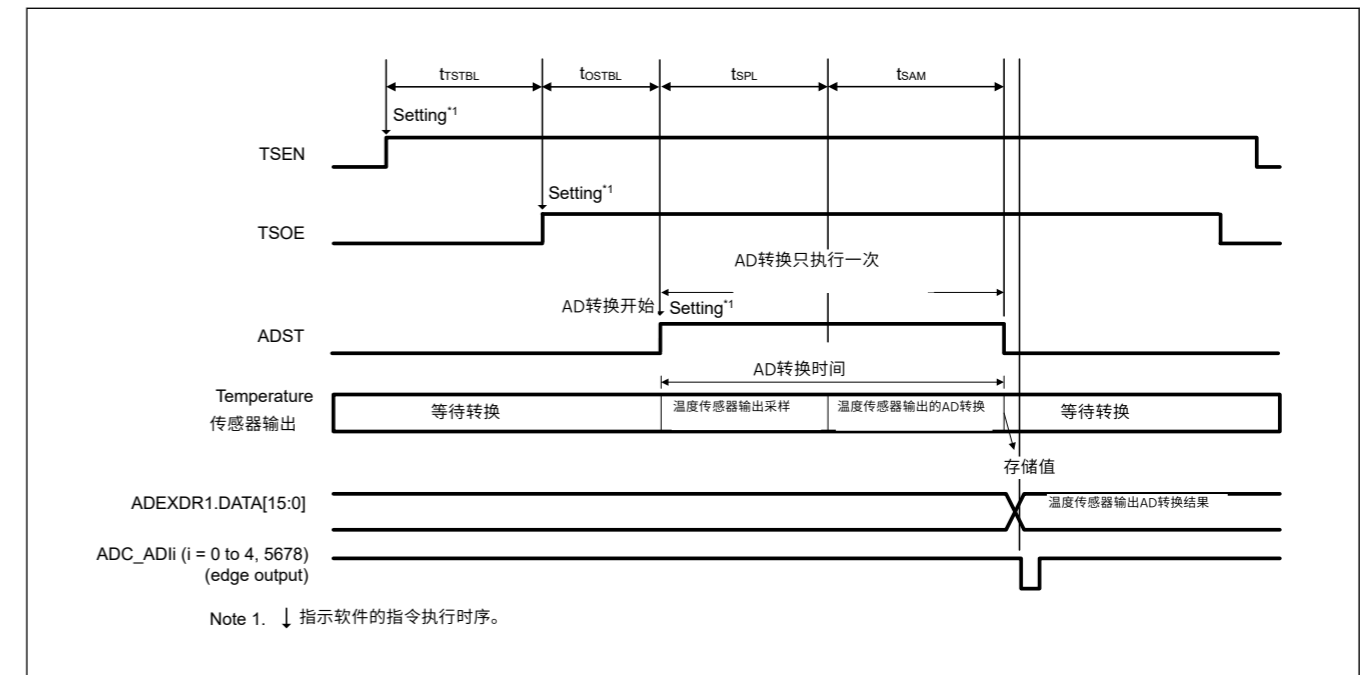 tTSTBL tOSTBL tSPL tSAM
Setting*1
TSEN
Setting*1
TSOE
AD转换只执行一次
AD转换开始 Setting*1
ADST
AD转换时间
Temperature
传感器输出
等待转换 温度传感器输出采样 温度传感器输出的AD转换 等待转换
存储值
ADEXDR1.DATA[15:0] 温度传感器输出AD转换结果
ADC_ADIi (i = 0 to 4, 5678)
(edge output)
Note 1. ↓ 指示软件的指令执行时序。